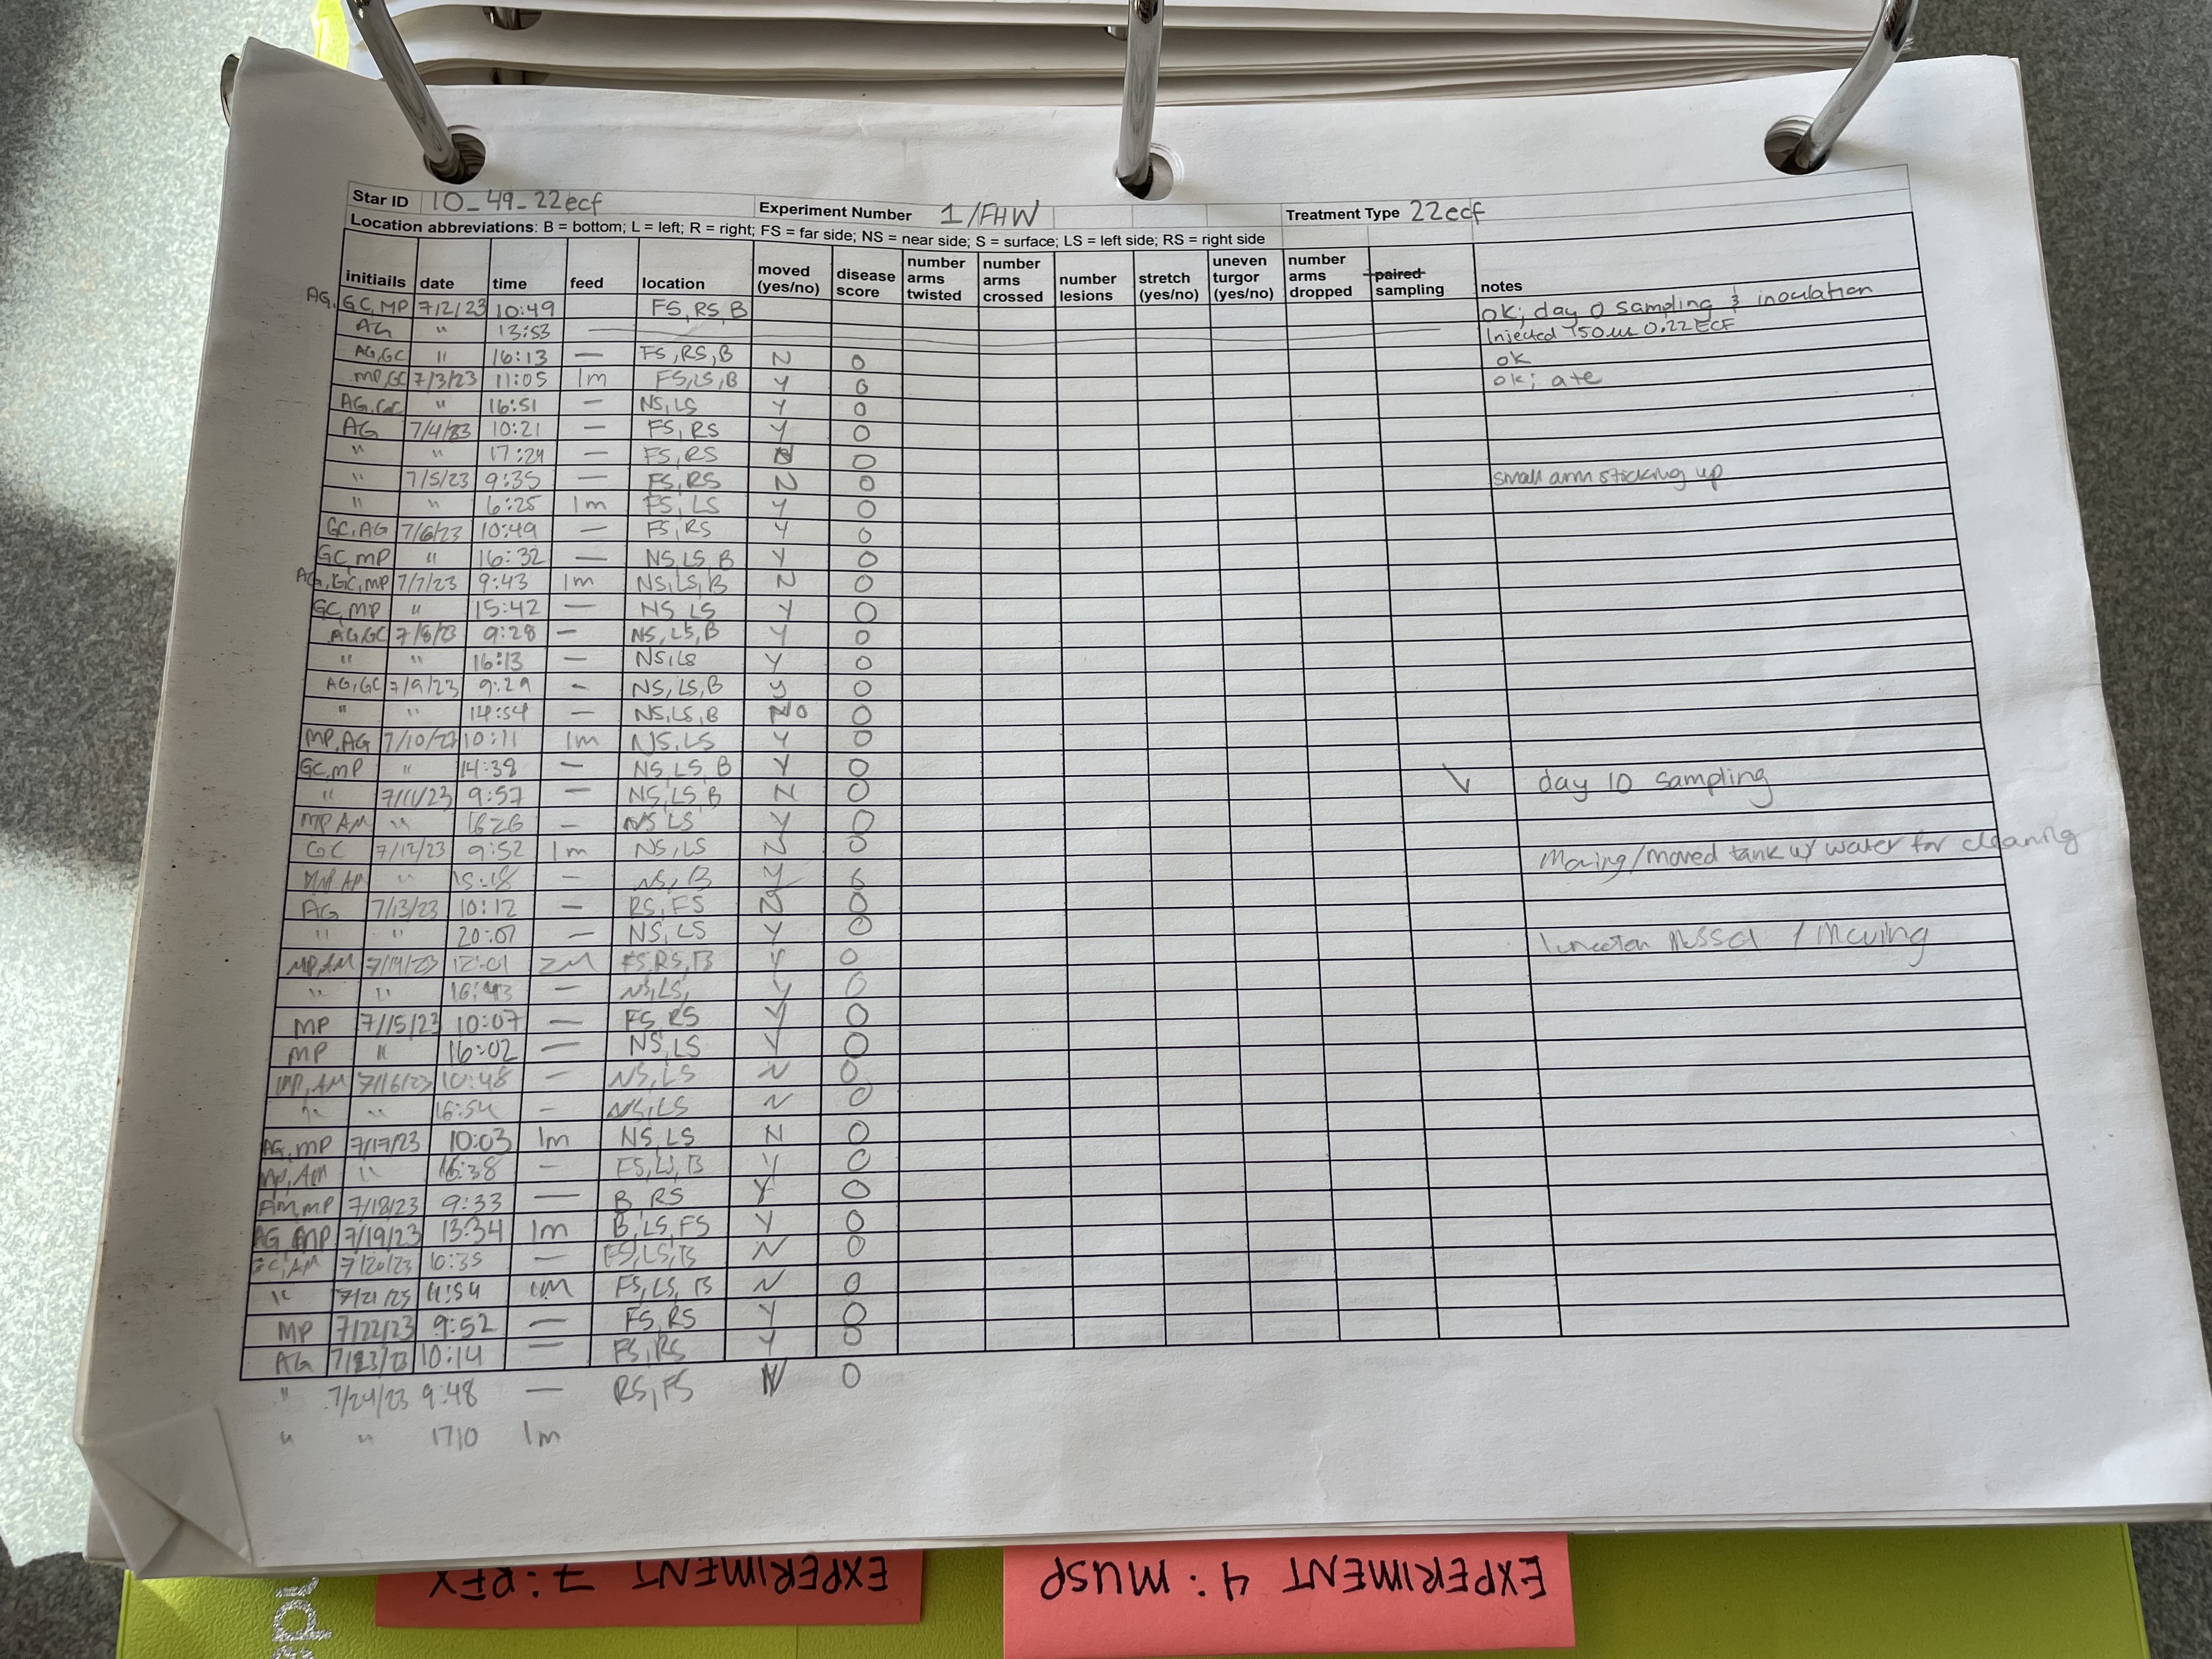 Star ID 10_49_22ecf Experiment Number 1/FHW Treatment Type 22ecf
Location abbreviations: B = bottom; L = left; R = right; FS = far side; NS = near side; S = surface; LS = left side; RS = right side
initiails date time feed location moved (yes/no) disease score number arms twisted number arms crossed number lesions stretch (yes/no) uneven turgor (yes/no) number arms dropped paired sampling notes
AG, GC, MP 7/2/23 10:49 FS, RS, B ok; day 0 sampling & inoculation
AG " 13:53 Injected 0.22 ECF
AG, GC " 16:13 — FS, RS, B N 0 ok
MP, GC 7/3/23 11:05 1m FS, LS, B Y 0 ok; ate
AG, GC " 16:51 — NS, LS Y 0
AG 7/4/23 10:21 — FS, RS Y 0
" " 17:24 — FS, RS 0
" 7/5/23 9:35 — FS, RS N 0 small arm sticking up
" " 6:25 1m FS, LS Y 0
GC, AG 7/6/23 10:49 — FS, RS Y 0
GC, MP " 16:32 — NS, LS, B Y 0
AG, GC, MP 7/7/23 9:43 1m NS, LS, B N 0
GC, MP " 15:42 — NS, LS Y 0
AG, GC 7/8/23 9:28 — NS, LS, B Y 0
" " 16:13 — NS, LS Y 0
AG, GC 7/9/23 9:29 - NS, LS, B Y 0
" " 14:54 — NS, LS, B No 0
MP, AG 7/10/23 10:11 1m NS, LS Y 0
GC, MP " 14:38 — NS, LS, B Y 0
" 7/11/23 9:57 — NS, LS, B N 0 day 10 sampling
MP AM " 16:26 — NS LS Y 0
GC 7/12/23 9:52 1m NS, LS N 0 Moving/moved tank w/ water for cleaning
MP, AM " 15:18 — NS, B Y
AG 7/13/23 10:12 — RS, FS N 0
" " 20:07 — NS, LS Y 0
MP, AM 7/14/23 12:01 2M FS, RS, B Y 0 / Moving
" " 16:43 — NS, LS, Y 0
MP 7/15/23 10:07 — FS, RS Y 0
MP " 16:02 — NS, LS Y 0
MP, AM 7/16/23 10:48 — NS, LS N 0
" " 16:54 — NS, LS N 0
AG, MP 7/17/23 10:03 1m NS, LS N 0
MP, AM " 16:38 — FS, LS, B Y 0
AM, MP 7/18/23 9:33 — B, RS Y 0
AG, MP 7/19/23 13:34 1m B, LS, FS Y 0
GC, AM 7/20/23 — FS, LS, B N 0
" FS, LS, B N 0
MP 7/22/23 9:52 — FS, RS Y 0
AG 7/23/23 10:14 — FS, RS Y 0
" 7/24/23 9:48 — RS, FS N 0
" " 1710 1m
EXPERIMENT 7: PFX
EXPERIMENT 4: MUSP